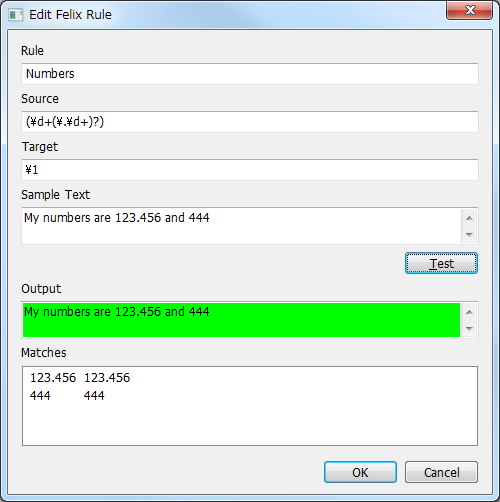 Edit Felix Rule
Rule
Numbers
Source
(¥d+(¥.¥d+)?)
Target
¥1
Sample Text
My numbers are 123.456 and 444
Test
Output
My numbers are 123.456 and 444
Matches
123.456 123.456
444 444
OK Cancel